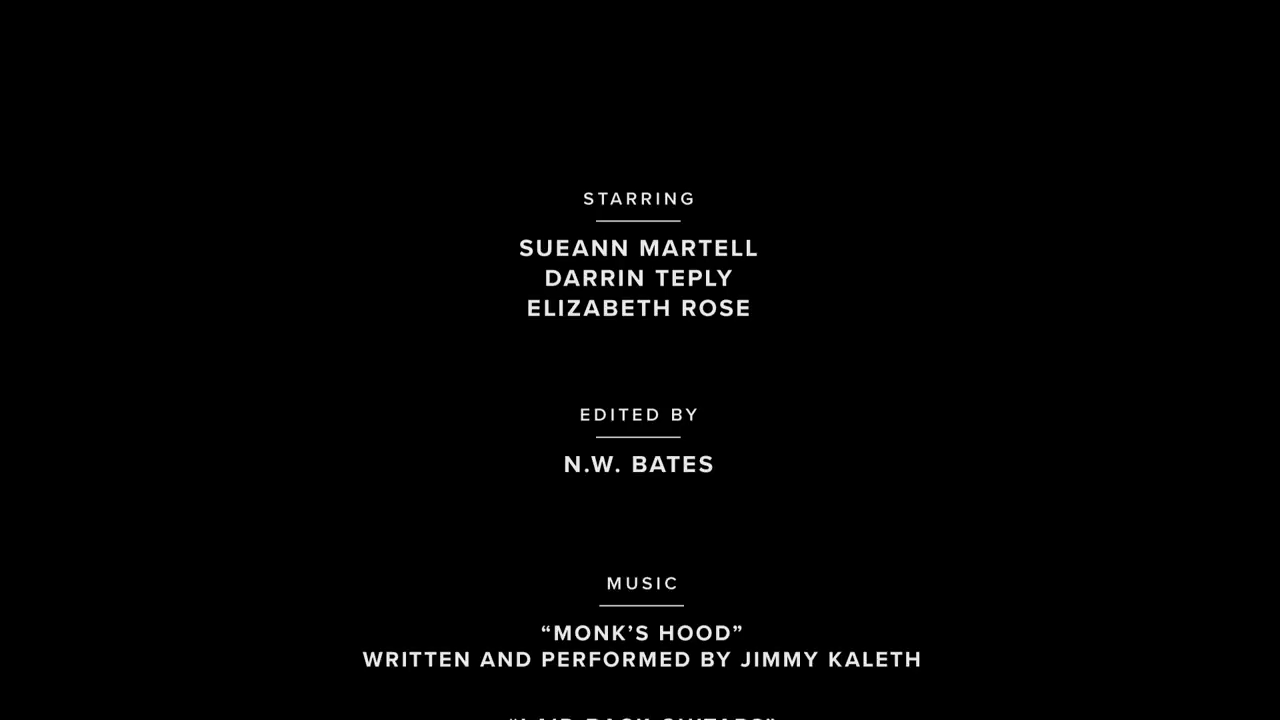 STARRING
SUEANN MARTELL
DARRIN TEPLY
ELIZABETH ROSE
EDITED BY
N.W. BATES
MUSIC
“MONK’S HOOD”
WRITTEN AND PERFORMED BY JIMMY KALETH